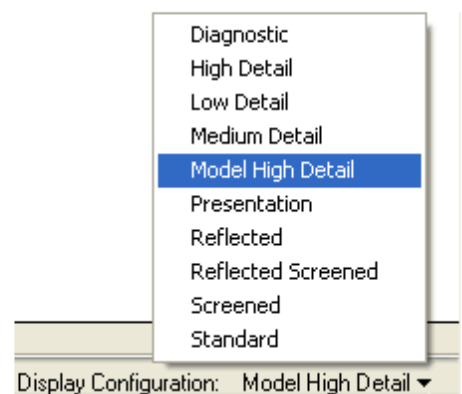 Diagnostic
High Detail
Low Detail
Medium Detail
Model High Detail
Presentation
Reflected
Reflected Screened
Screened
Standard
Display Configuration: Model High Detail